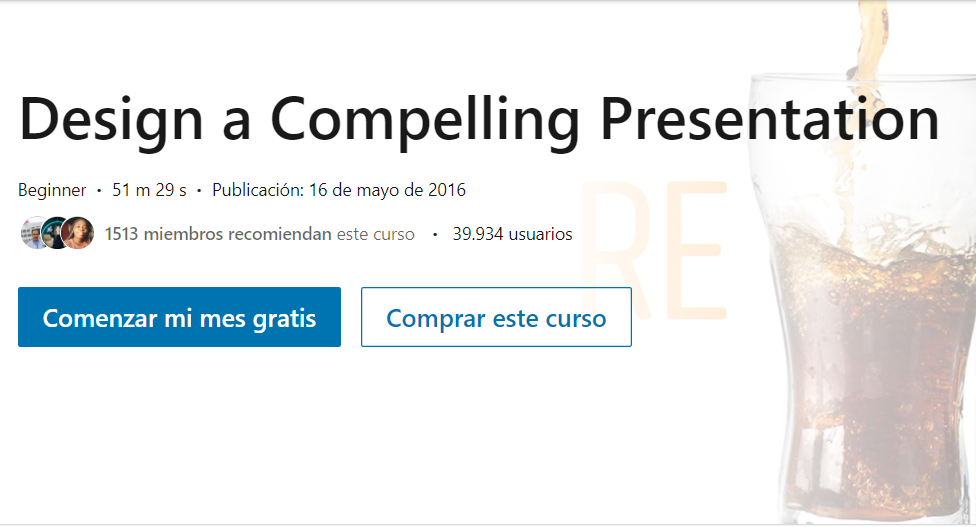 Design a Compelling Presentation
Beginner • 51 m 29 s • Publicación: 16 de mayo de 2016
1513 miembros recomiendan este curso • 39.934 usuarios
RE
Comenzar mi mes gratis
Comprar este curso